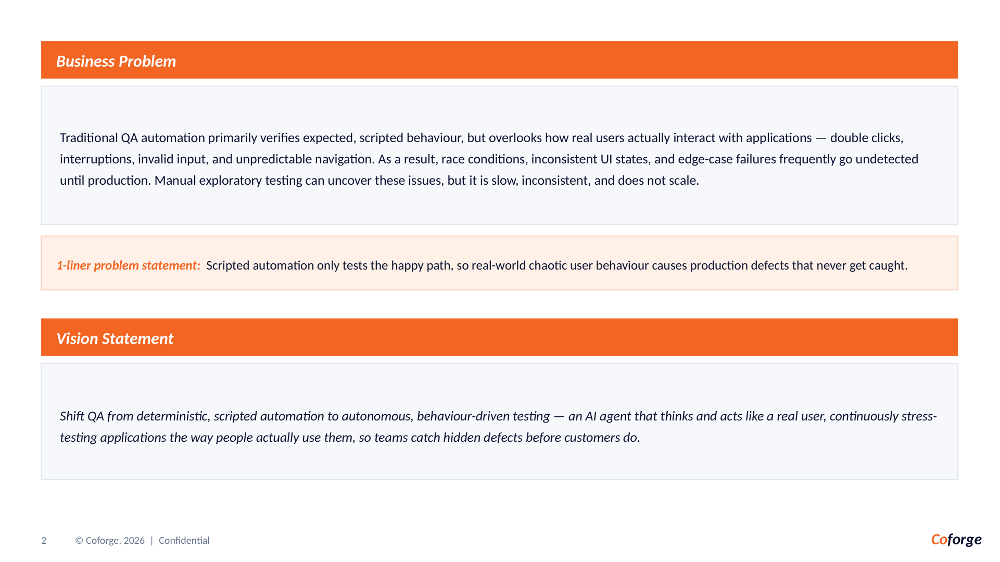 Business Problem
Traditional QA automation primarily verifies expected, scripted behaviour, but overlooks how real users actually interact with applications — double clicks,
interruptions, invalid input, and unpredictable navigation. As a result, race conditions, inconsistent UI states, and edge-case failures frequently go undetected
until production. Manual exploratory testing can uncover these issues, but it is slow, inconsistent, and does not scale.
1-liner problem statement: Scripted automation only tests the happy path, so real-world chaotic user behaviour causes production defects that never get caught.
Vision Statement
Shift QA from deterministic, scripted automation to autonomous, behaviour-driven testing — an AI agent that thinks and acts like a real user, continuously stress-
testing applications the way people actually use them, so teams catch hidden defects before customers do.
2 © Coforge, 2026 | Confidential
Coforge